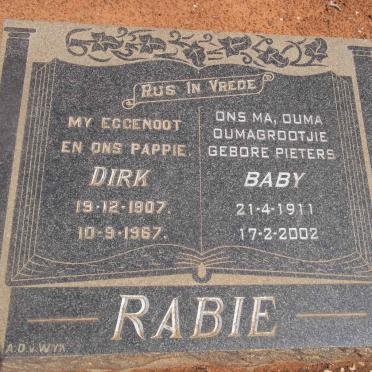 RUS IN VREDE
MY EGGENOOT
EN ONS PAPPIE.
DIRK
19-12-1907.
10-9-1967.
ONS MA, OUMA
OUMAGROOTJIE
GEBORE PIETERS
BABY
21-4-1911
17-2-2002
RABIE
A.D.V.WYK